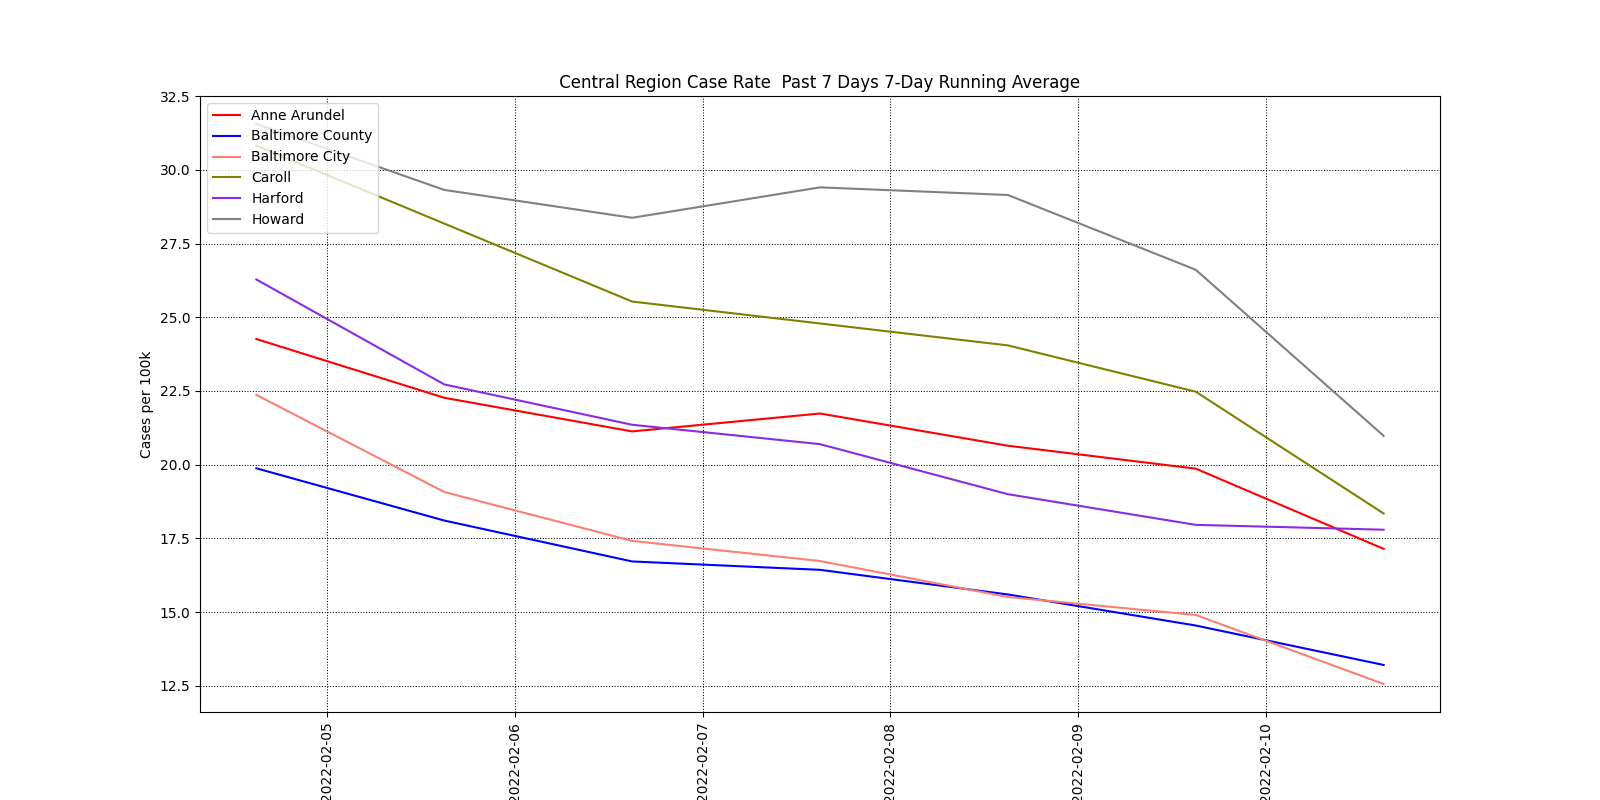 Central Region Case Rate  Past 7 Days 7-Day Running Average
32.5
30.0
27.5
25.0
22.5
20.0
17.5
15.0
12.5
Cases per 100k
Anne Arundel
Baltimore County
Baltimore City
Caroll
Harford
Howard
2022-02-05
2022-02-06
2022-02-07
2022-02-08
2022-02-09
2022-02-10